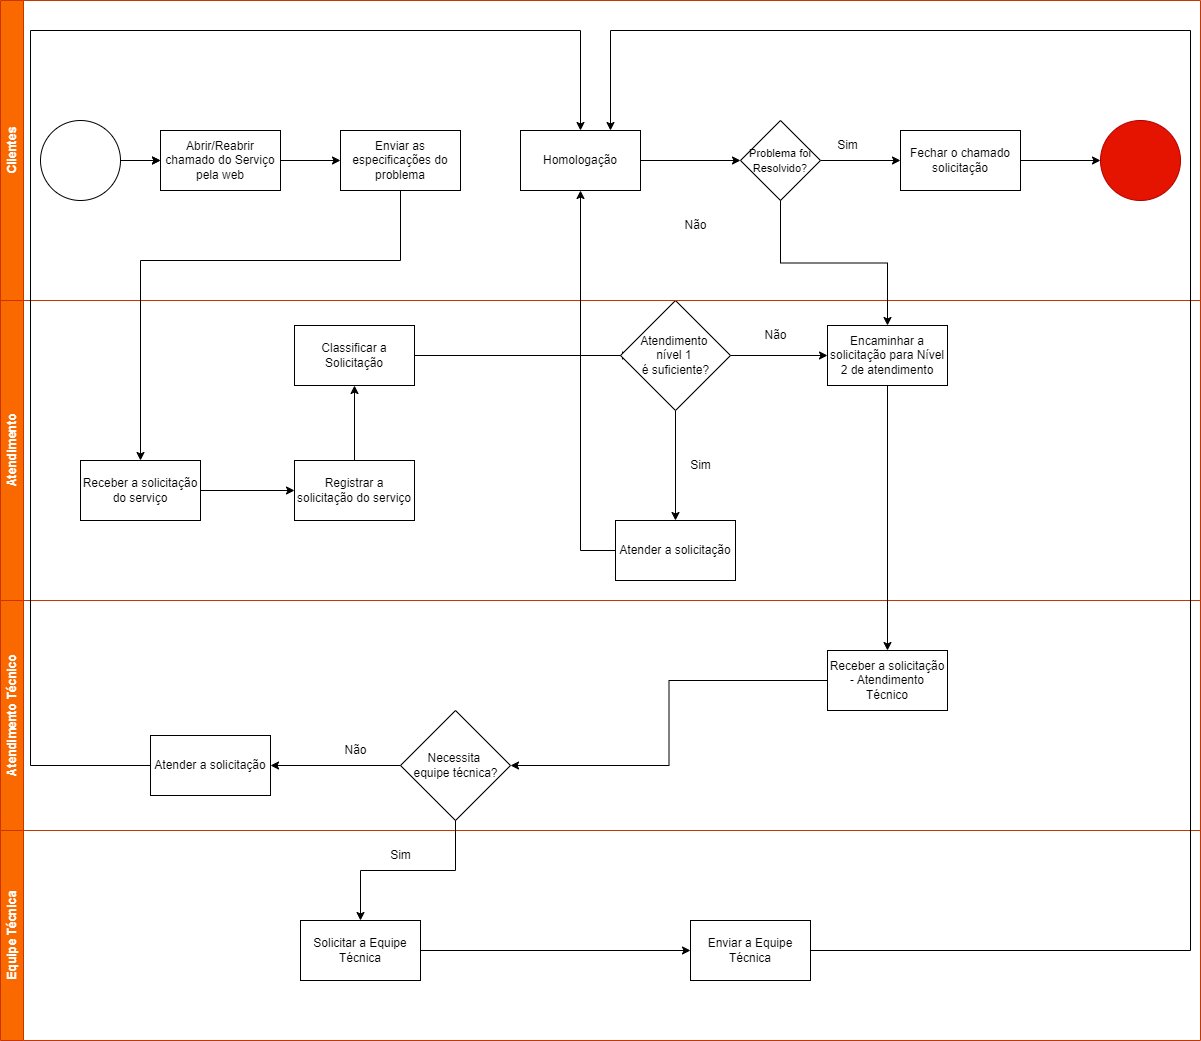 Clientes
Abrir/Reabrir
chamado do Serviço
pela web
Enviar as
especificações do
problema
Homologação
Problema for
Resolvido?
Sim
Fechar o chamado
solicitação
Não
Atendimento
Classificar a
Solicitação
Atendimento
nível 1
é suficiente?
Não
Encaminhar a
solicitação para Nível
2 de atendimento
Sim
Receber a solicitação
do serviço
Registrar a
solicitação do serviço
Atender a solicitação
Atendimento Técnico
Receber a solicitação
- Atendimento
Técnico
Necessita
equipe técnica?
Não
Atender a solicitação
Equipe Técnica
Sim
Solicitar a Equipe
Técnica
Enviar a Equipe
Técnica